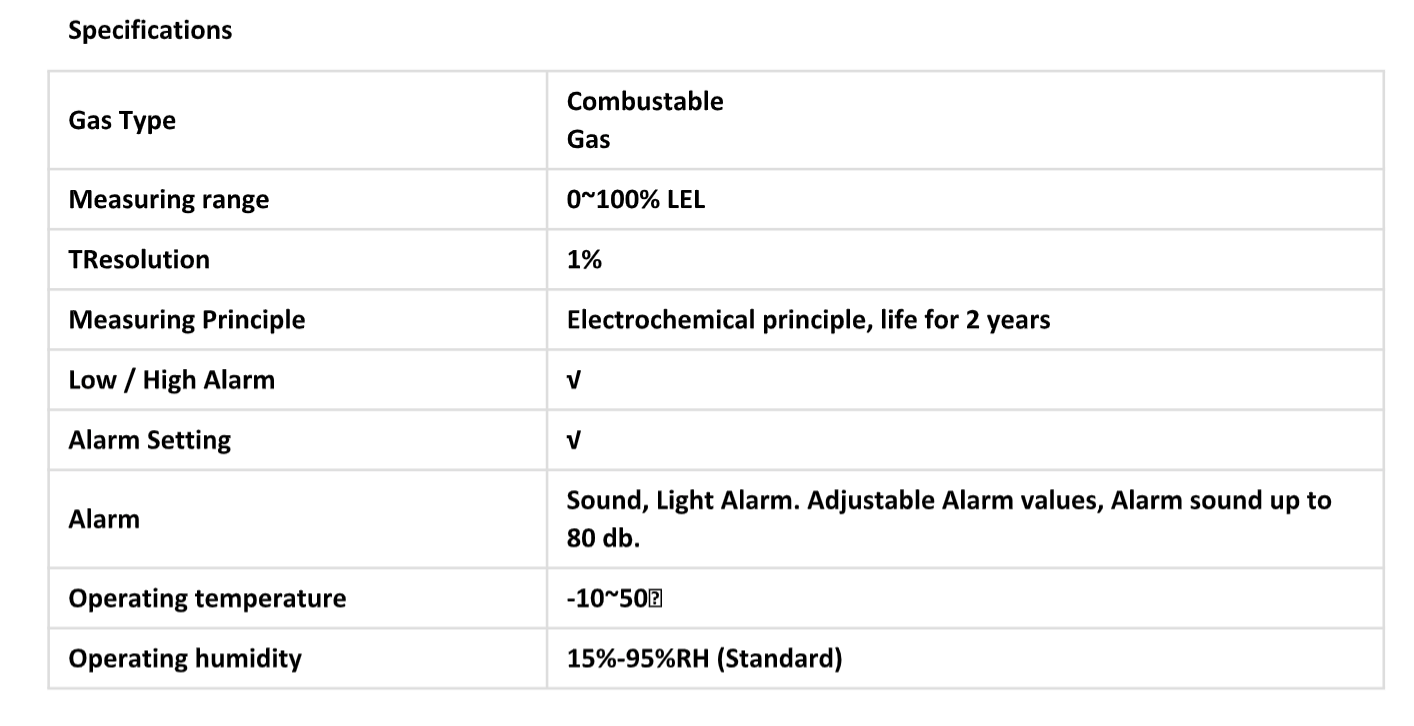 Specifications
Gas Type
Combustable
Gas
Measuring range
0~100% LEL
TResolution
1%
Measuring Principle
Electrochemical principle, life for 2 years
Low / High Alarm
√
Alarm Setting
√
Alarm
Sound, Light Alarm. Adjustable Alarm values, Alarm sound up to
80 db.
Operating temperature
-10~50
Operating humidity
15%-95%RH (Standard)